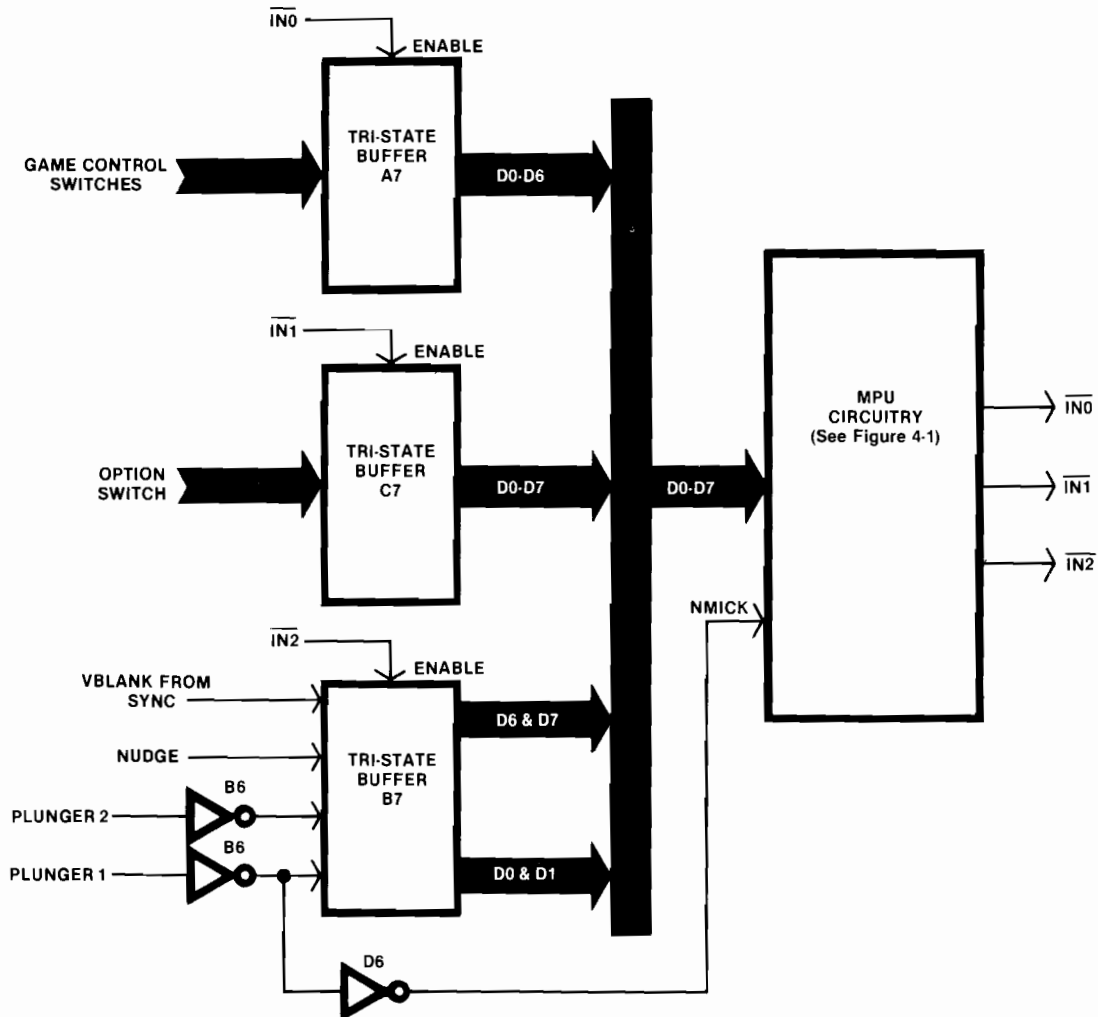 IN0
ENABLE
TRI-STATE
BUFFER
A7
GAME CONTROL
SWITCHES
D0-D6
IN1
ENABLE
TRI-STATE
BUFFER
C7
OPTION
SWITCH
D0-D7
D0-D7
MPU
CIRCUITRY
(See Figure 4-1)
IN0
IN1
IN2
NMICK
IN2
ENABLE
VBLANK FROM
SYNC
NUDGE
TRI-STATE
BUFFER
B7
D6 & D7
PLUNGER 2
B6
PLUNGER 1
B6
D0 & D1
D6